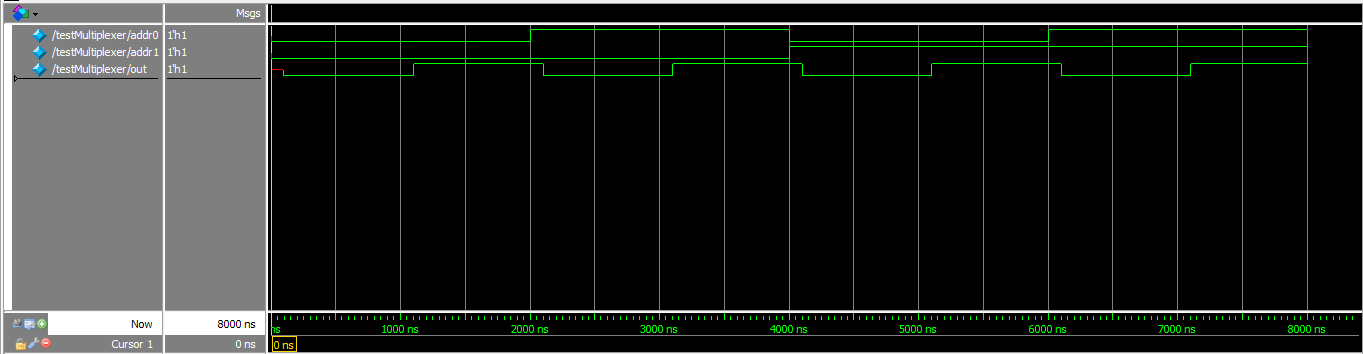 Msgs
/testMultiplexer/addr0 1'h1
/testMultiplexer/addr1 1'h1
/testMultiplexer/out 1'h1
Now 8000 ns
ns 1000 ns 2000 ns 3000 ns 4000 ns 5000 ns 6000 ns 7000 ns 8000 ns
Cursor 1 0 ns 0 ns